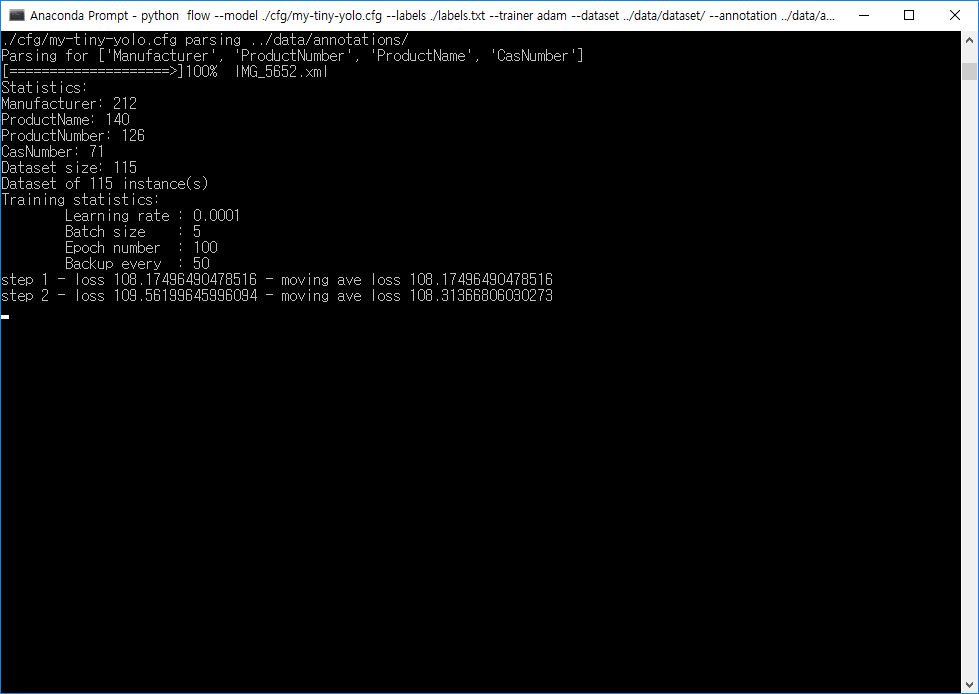 Anaconda Prompt - python  flow --model ./cfg/my-tiny-yolo.cfg --labels ./labels.txt --trainer adam --dataset ../data/dataset/ --annotation ../data/a...
./cfg/my-tiny-yolo.cfg parsing ../data/annotations/
Parsing for ['Manufacturer', 'ProductNumber', 'ProductName', 'CasNumber']
[====================>]100%  IMG_5652.xml
Statistics:
Manufacturer: 212
ProductName: 140
ProductNumber: 126
CasNumber: 71
Dataset size: 115
Dataset of 115 instance(s)
Training statistics:
        Learning rate : 0.0001
        Batch size    : 5
        Epoch number  : 100
        Backup every  : 50
step 1 - loss 108.17496490478516 - moving ave loss 108.17496490478516
step 2 - loss 109.56199645996094 - moving ave loss 108.31366806030273